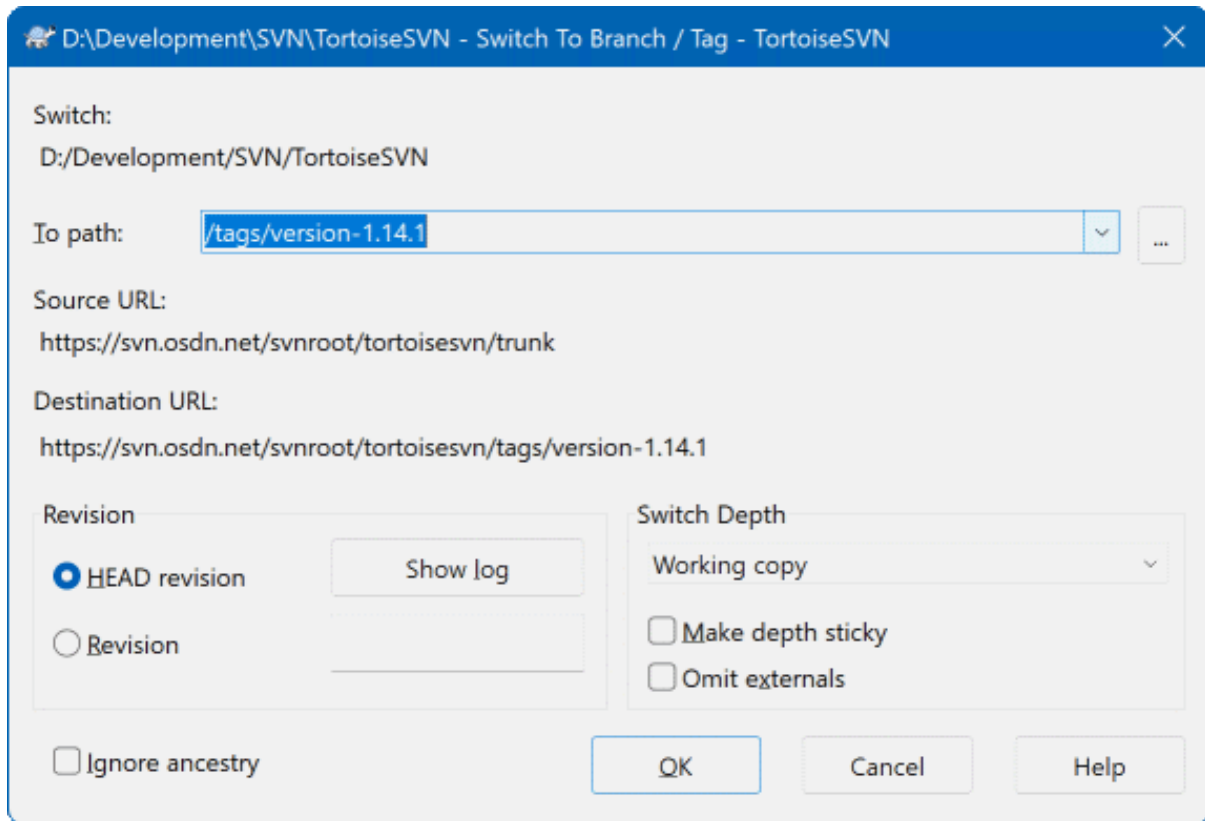 D:\Development\SVN\TortoiseSVN - Switch To Branch / Tag - TortoiseSVN
Switch:
D:/Development/SVN/TortoiseSVN
To path: /tags/version-1.14.1 ...
Source URL:
https://svn.osdn.net/svnroot/tortoisesvn/trunk
Destination URL:
https://svn.osdn.net/svnroot/tortoisesvn/tags/version-1.14.1
Revision
HEAD revision
Show log
Revision
Switch Depth
Working copy
Make depth sticky
Omit externals
Ignore ancestry
OK Cancel Help